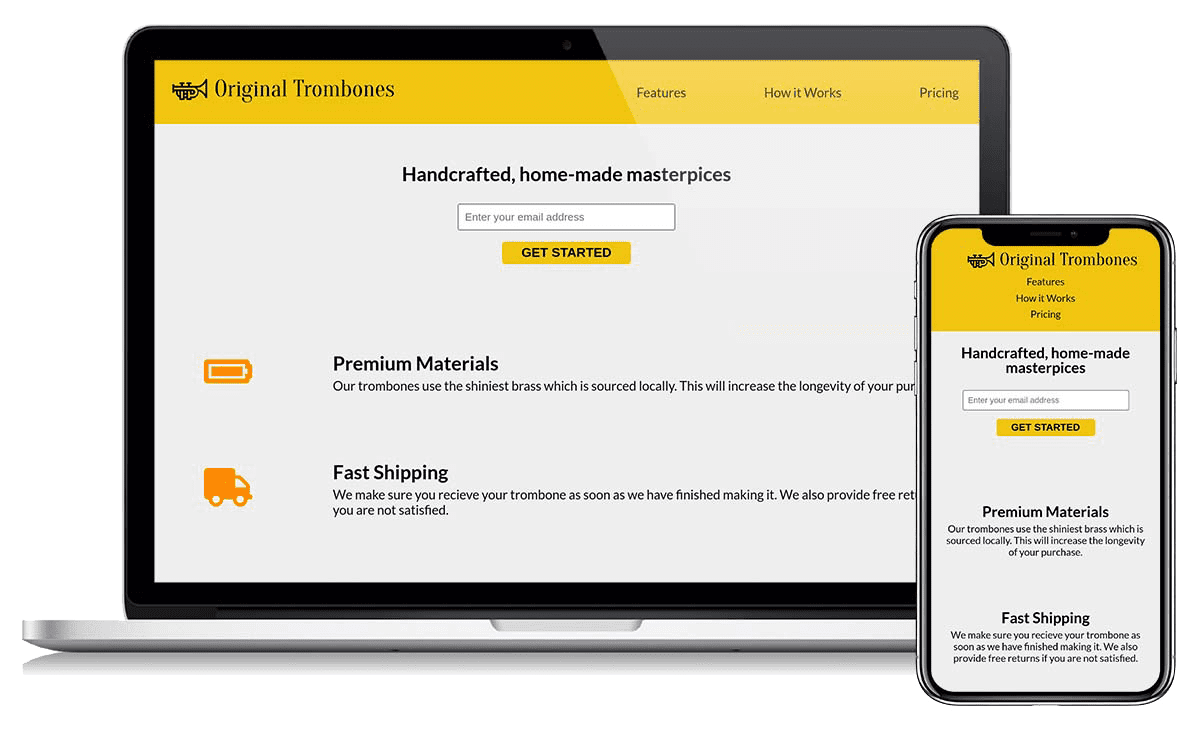 Original Trombones
Features
How it Works
Pricing
Handcrafted, home-made masterpices
Enter your email address
GET STARTED
Premium Materials
Our trombones use the shiniest brass which is sourced locally. This will increase the longevity of your
Fast Shipping
We make sure you recieve your trombone as soon as we have finished making it. We also provide free
you are not satisfied.
Original Trombones
Features
How it Works
Pricing
Handcrafted, home-made
masterpices
Enter your email address
GET STARTED
Premium Materials
Our trombones use the shiniest brass which is
sourced locally. This will increase the longevity
of your purchase.
Fast Shipping
We make sure you recieve your trombone as
soon as we have finished making it. We also
provide free returns if you are not satisfied.